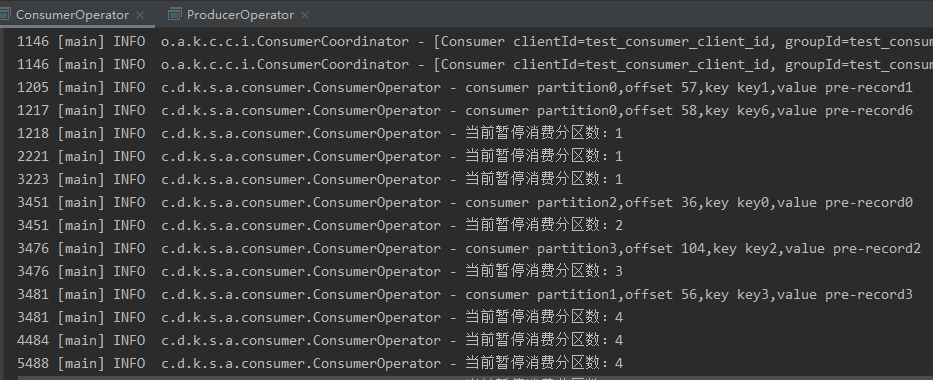 ConsumerOperator ProducerOperator
1146 [main] INFO o.a.k.c.c.i.ConsumerCoordinator - [Consumer clientId=test_consumer_client_id, groupId=test_consum
1146 [main] INFO o.a.k.c.c.i.ConsumerCoordinator - [Consumer clientId=test_consumer_client_id, groupId=test_consum
1205 [main] INFO c.d.k.s.a.consumer.ConsumerOperator - consumer partition0,offset 57,key key1,value pre-record1
1217 [main] INFO c.d.k.s.a.consumer.ConsumerOperator - consumer partition0,offset 58,key key6,value pre-record6
1218 [main] INFO c.d.k.s.a.consumer.ConsumerOperator - 当前暂停消费分区数：1
2221 [main] INFO c.d.k.s.a.consumer.ConsumerOperator - 当前暂停消费分区数：1
3223 [main] INFO c.d.k.s.a.consumer.ConsumerOperator - 当前暂停消费分区数：1
3451 [main] INFO c.d.k.s.a.consumer.ConsumerOperator - consumer partition2,offset 36,key key0,value pre-record0
3451 [main] INFO c.d.k.s.a.consumer.ConsumerOperator - 当前暂停消费分区数：2
3476 [main] INFO c.d.k.s.a.consumer.ConsumerOperator - consumer partition3,offset 104,key key2,value pre-record2
3476 [main] INFO c.d.k.s.a.consumer.ConsumerOperator - 当前暂停消费分区数：3
3481 [main] INFO c.d.k.s.a.consumer.ConsumerOperator - consumer partition1,offset 56,key key3,value pre-record3
3481 [main] INFO c.d.k.s.a.consumer.ConsumerOperator - 当前暂停消费分区数：4
4484 [main] INFO c.d.k.s.a.consumer.ConsumerOperator - 当前暂停消费分区数：4
5488 [main] INFO c.d.k.s.a.consumer.ConsumerOperator - 当前暂停消费分区数：4